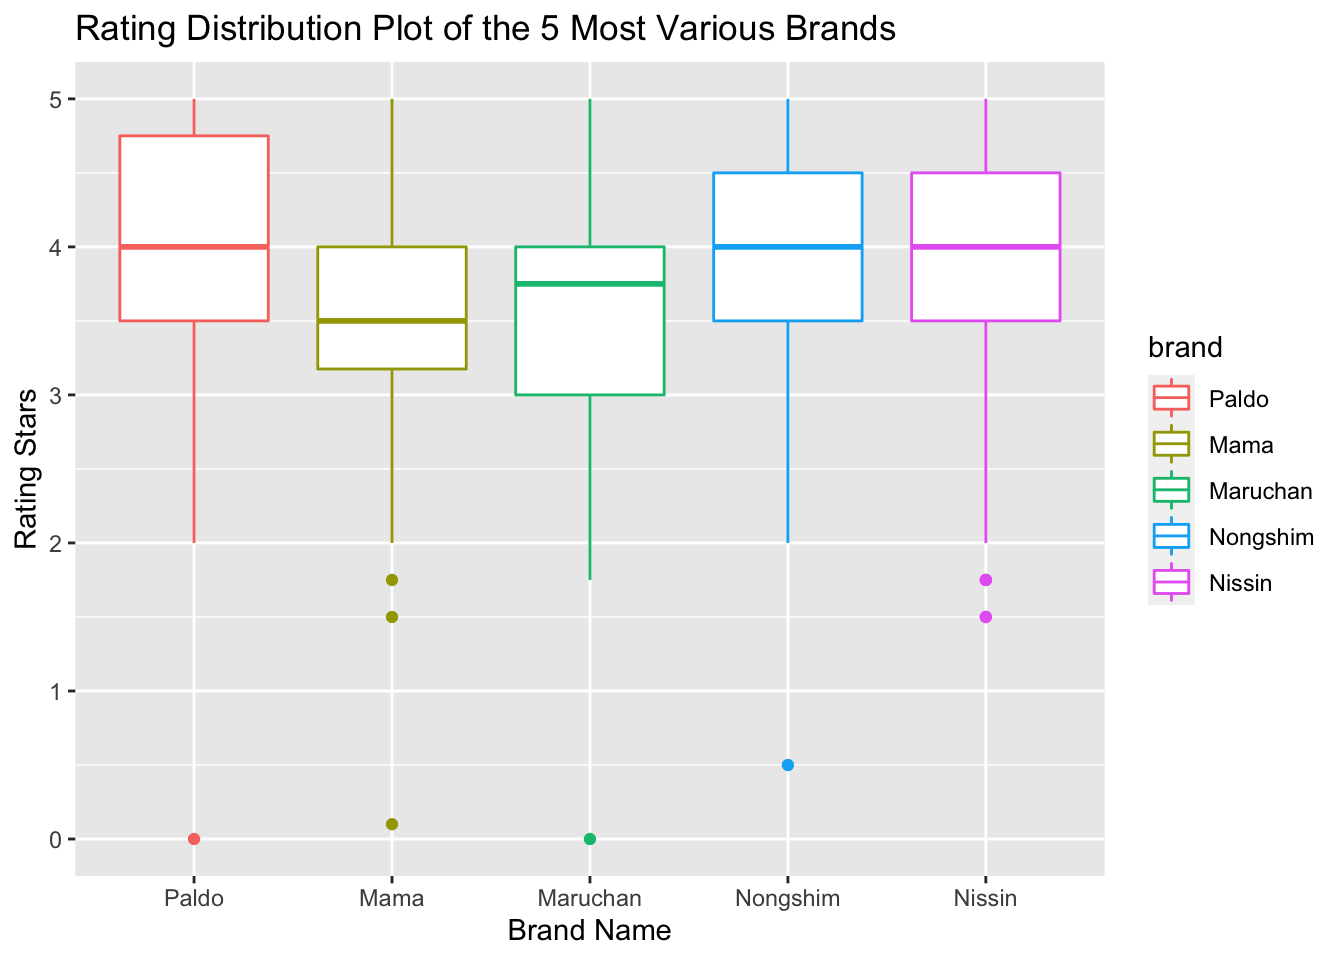 Rating Distribution Plot of the 5 Most Various Brands
Rating Stars
5
4
3
2
1
0
Paldo Mama Maruchan Nongshim Nissin
Brand Name
brand
Paldo
Mama
Maruchan
Nongshim
Nissin